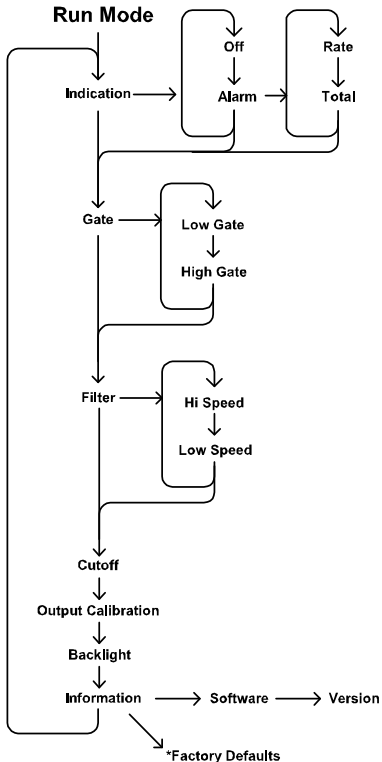 Run Mode
Off
Rate
Indication
Alarm
Total
Gate
Low Gate
High Gate
Filter
Hi Speed
Low Speed
Cutoff
Output Calibration
Backlight
Information
Software
Version
*Factory Defaults